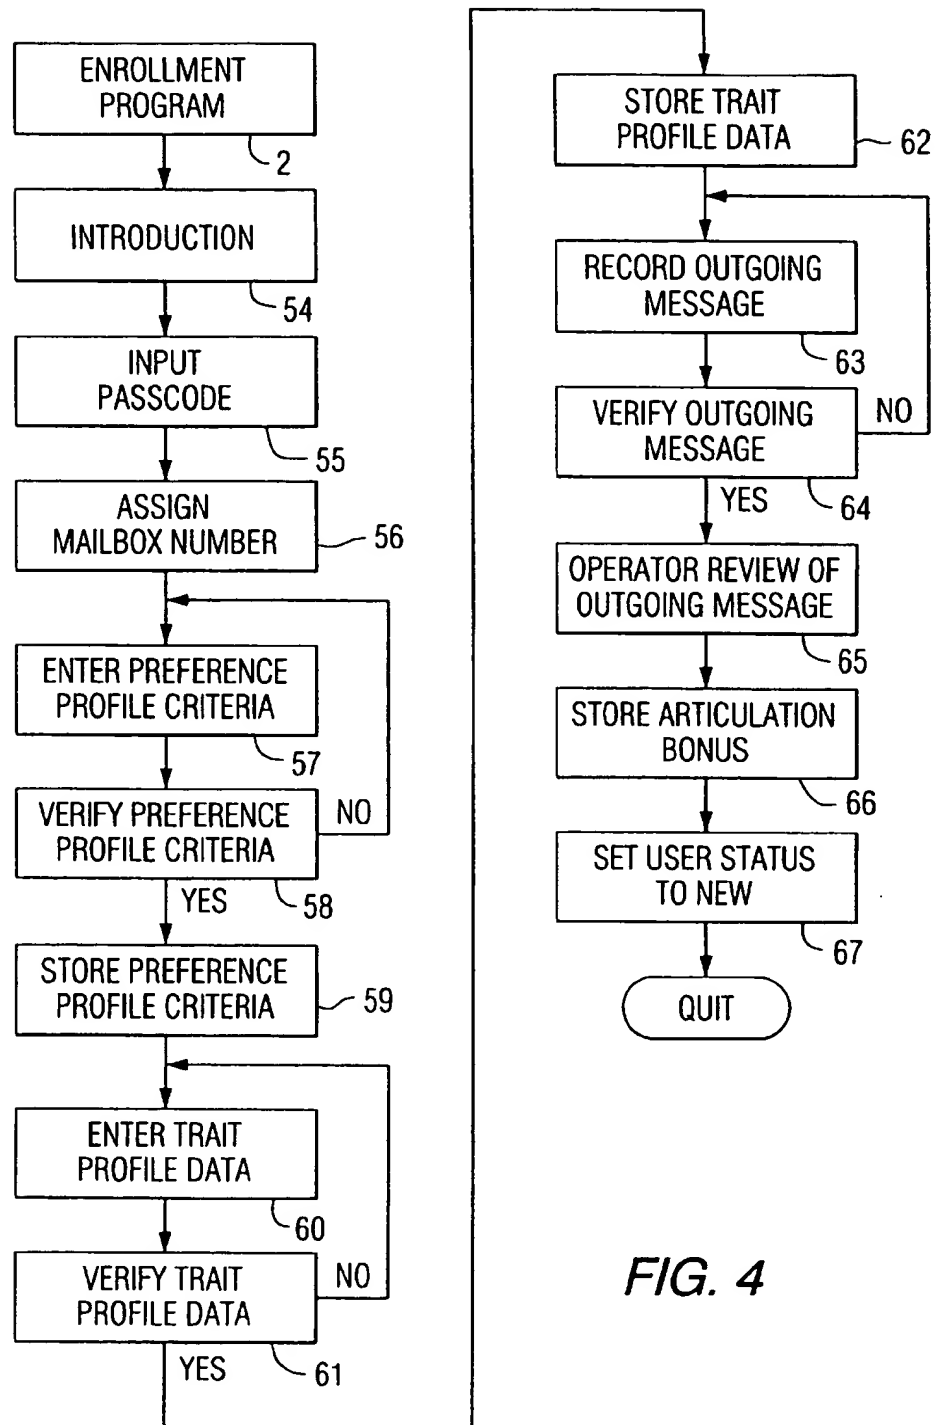 ENROLLMENT
PROGRAM
2
INTRODUCTION
54
INPUT
PASSCODE
55
ASSIGN
MAILBOX NUMBER
56
ENTER PREFERENCE
PROFILE CRITERIA
57
VERIFY PREFERENCE
PROFILE CRITERIA
NO
58
YES
STORE PREFERENCE
PROFILE CRITERIA
59
ENTER TRAIT
PROFILE DATA
60
VERIFY TRAIT
PROFILE DATA
NO
61
YES
STORE TRAIT
PROFILE DATA
62
RECORD OUTGOING
MESSAGE
63
VERIFY OUTGOING
MESSAGE
NO
64
YES
OPERATOR REVIEW OF
OUTGOING MESSAGE
65
STORE ARTICULATION
BONUS
66
SET USER STATUS
TO NEW
67
QUIT
FIG. 4